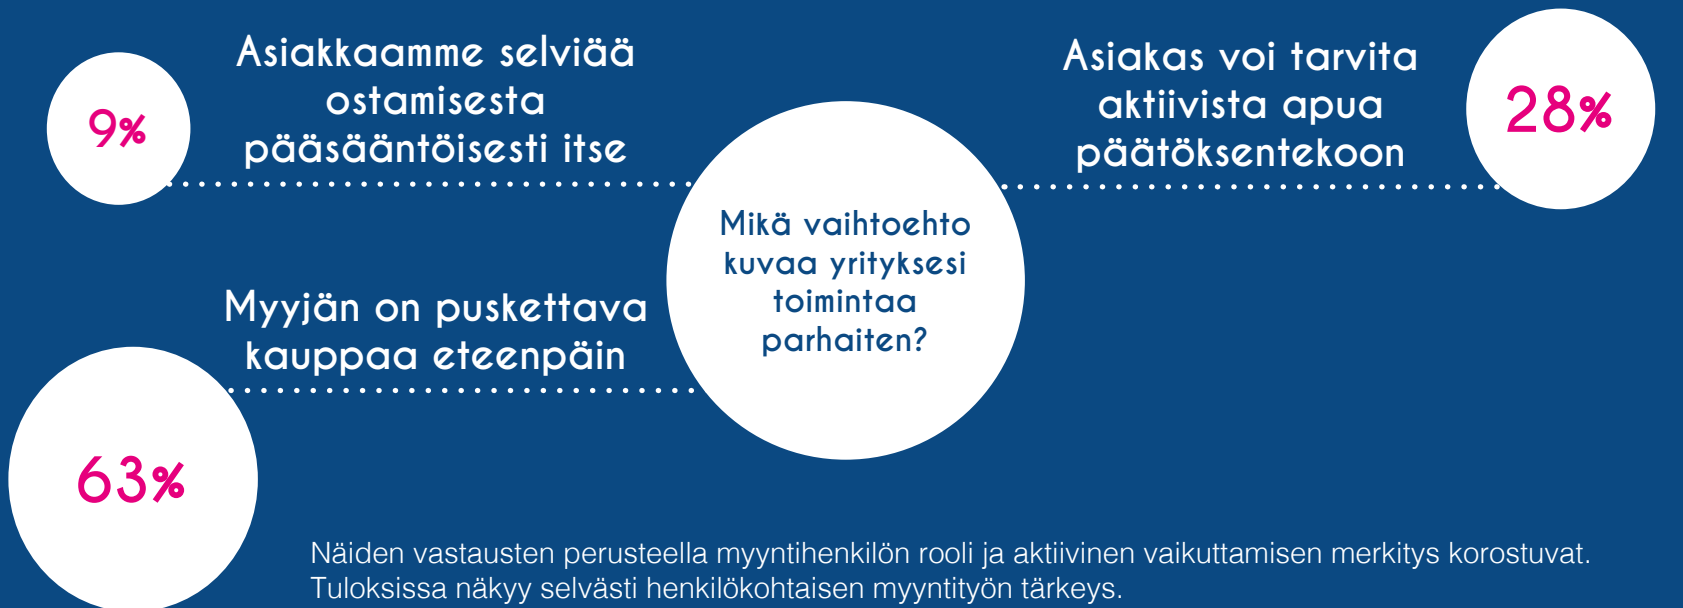 9%
Asiakkaamme selviää
ostamisesta
pääsääntöisesti itse
Asiakas voi tarvita
aktiivista apua
päätöksentekoon
28%
Mikä vaihtoehto
kuvaa yrityksesi
toimintaa
parhaiten?
Myyjän on puskettava
kauppaa eteenpäin
63%
Näiden vastausten perusteella myyntihenkilön rooli ja aktiivinen vaikuttamisen merkitys korostuvat.
Tuloksissa näkyy selvästi henkilökohtaisen myyntityön tärkeys.